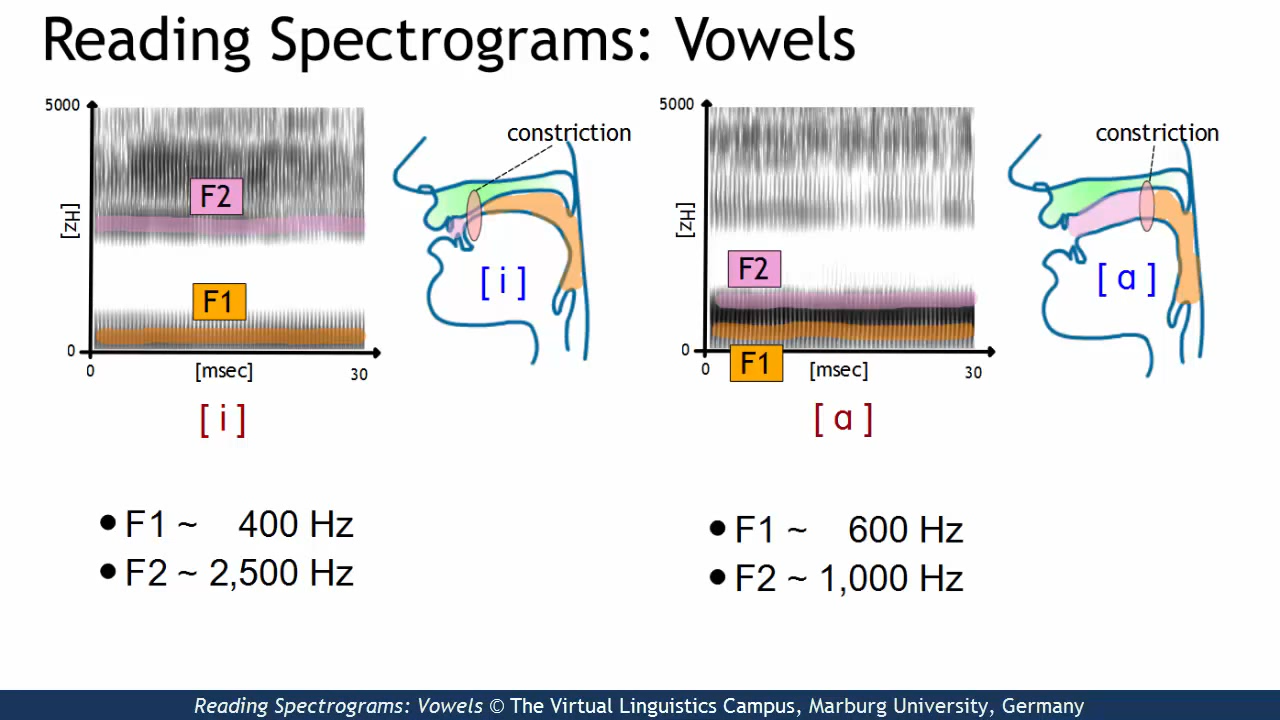 Reading Spectrograms: Vowels
5000
[zH]
F2
F1
0
0
[msec]
30
[ i ]
constriction
[ i ]
5000
[zH]
F2
F1
0
0
[msec]
30
[ ɑ ]
constriction
[ ɑ ]
• F1 ~ 400 Hz
• F2 ~ 2,500 Hz
• F1 ~ 600 Hz
• F2 ~ 1,000 Hz
Reading Spectrograms: Vowels © The Virtual Linguistics Campus, Marburg University, Germany